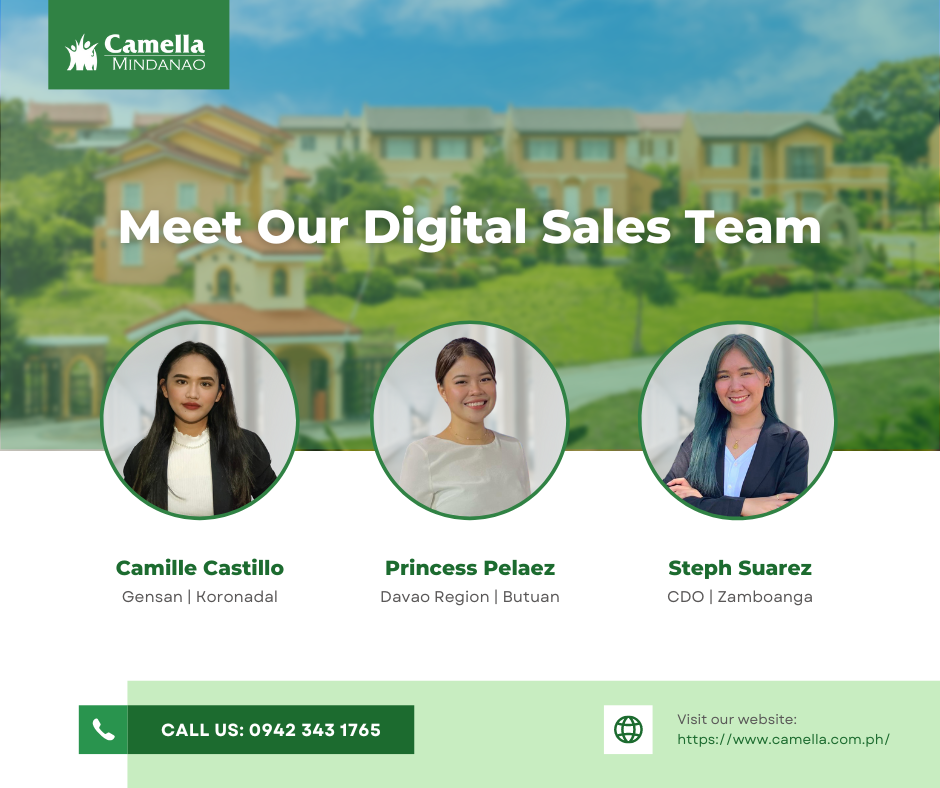 Camella
MINDANAO
Meet Our Digital Sales Team
Camille Castillo
Gensan | Koronadal
Princess Pelaez
Davao Region | Butuan
Steph Suarez
CDO | Zamboanga
CALL US: 0942 343 1765
Visit our website:
https://www.camella.com.ph/